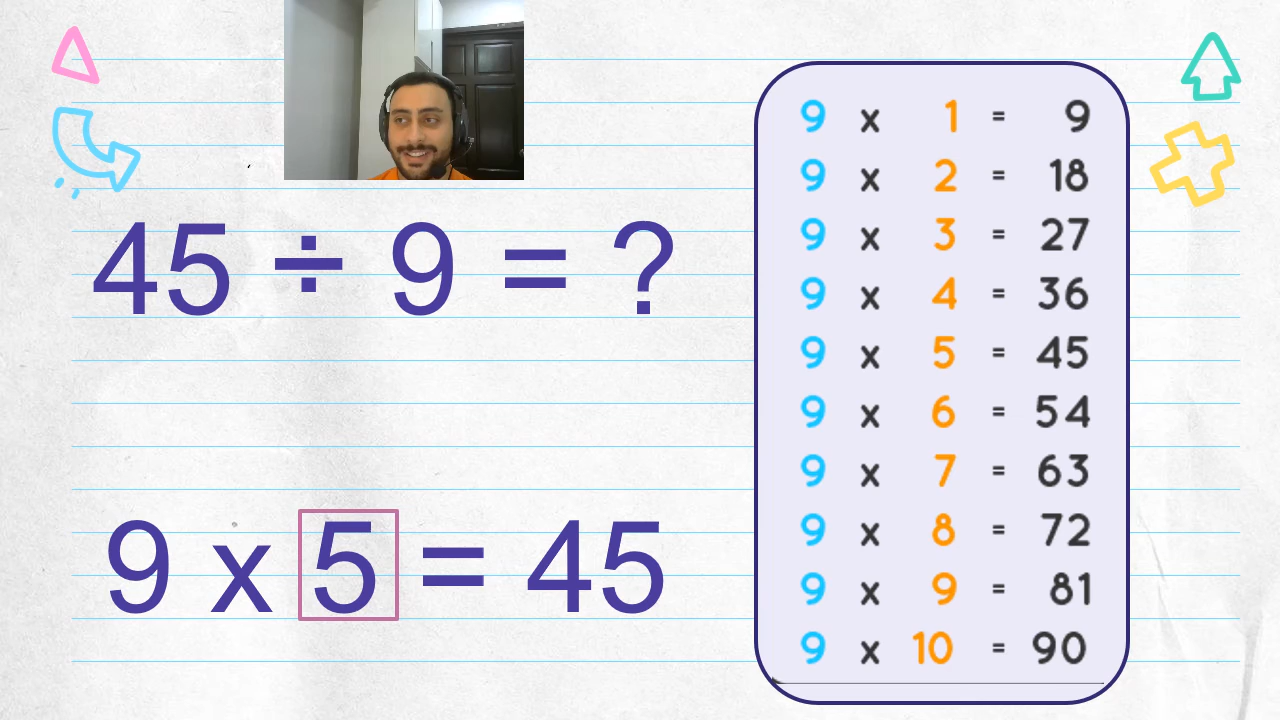 45 ÷ 9 = ?
9 x 5 = 45
9 x 1 = 9
9 x 2 = 18
9 x 3 = 27
9 x 4 = 36
9 x 5 = 45
9 x 6 = 54
9 x 7 = 63
9 x 8 = 72
9 x 9 = 81
9 x 10 = 90